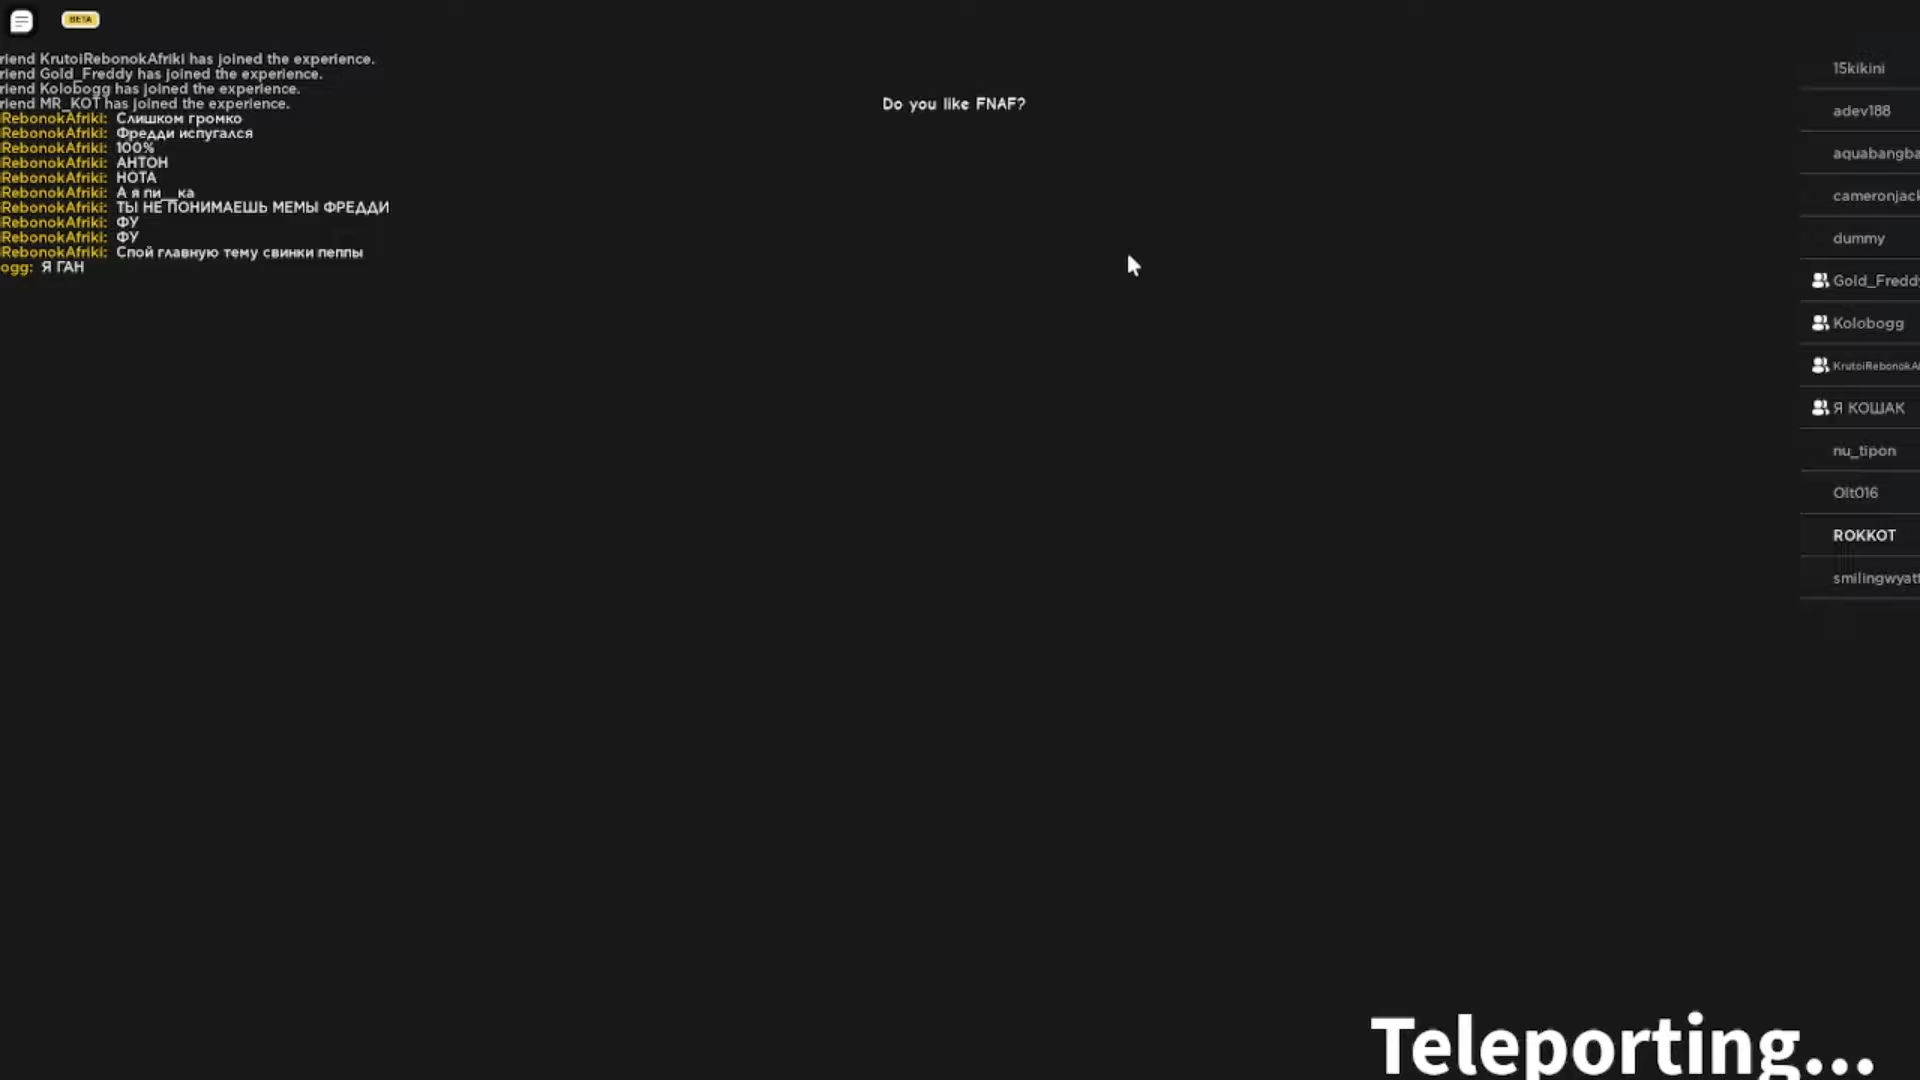 BETA
riend KrutoiRebonokAfriki has joined the experience.
riend Gold_Freddy has joined the experience.
riend Kolobogg has joined the experience.
riend MR_KOT has joined the experience.
RebonokAfriki: Слишком громко
RebonokAfriki: Фредди испугался
RebonokAfriki: 100%
RebonokAfriki: АНТОН
RebonokAfriki: НОТА
RebonokAfriki: А я пи__ка
RebonokAfriki: ТЫ НЕ ПОНИМАЕШЬ МЕМЫ ФРЕДДИ
RebonokAfriki: ФУ
RebonokAfriki: ФУ
RebonokAfriki: Спой главную тему свинки пеппы
ogg: Я ГАН
Do you like FNAF?
15kikini
adev188
aquabangba
cameronjack
dummy
Gold_Freddy
Kolobogg
KrutoiRebonokAf
Я КОШАК
nu_tipon
Olt016
ROKKOT
smilingwyatt
Teleporting...